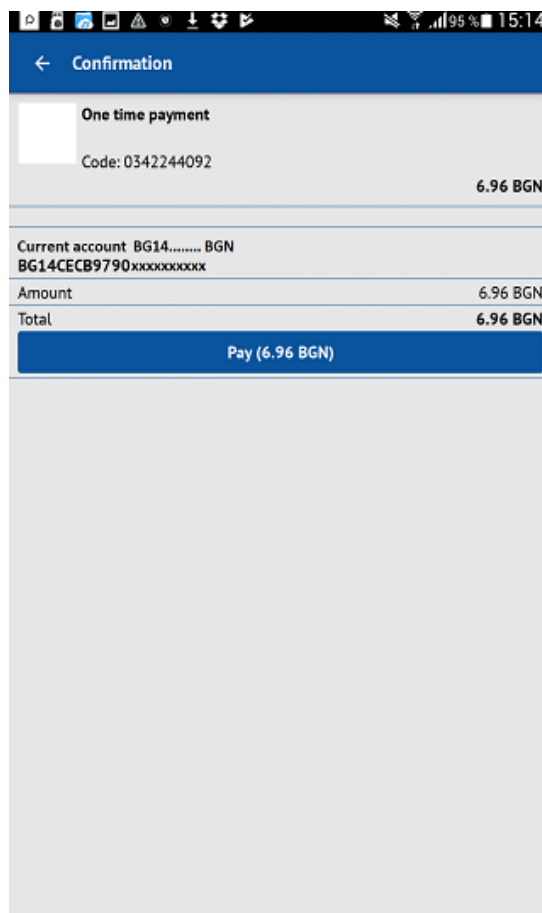 95 % 15:14
Confirmation
One time payment
Code: 0342244092
6.96 BGN
Current account BG14........ BGN
BG14CECB9790xxxxxxxxxx
Amount 6.96 BGN
Total 6.96 BGN
Pay (6.96 BGN)